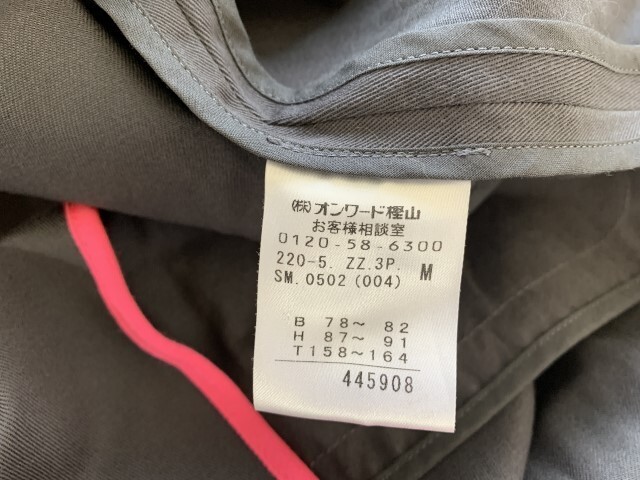 ㈱オンワード樫山
お客様相談室
0120-58-6300
220-5. ZZ.3P. M
SM.0502(004)
B 78～ 82
H 87～ 91
T158～164
445908